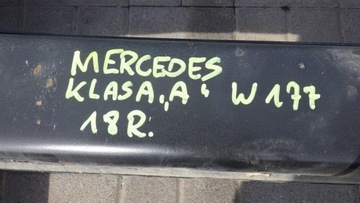 MERCEDES
KLASA „A“ W177
18R.